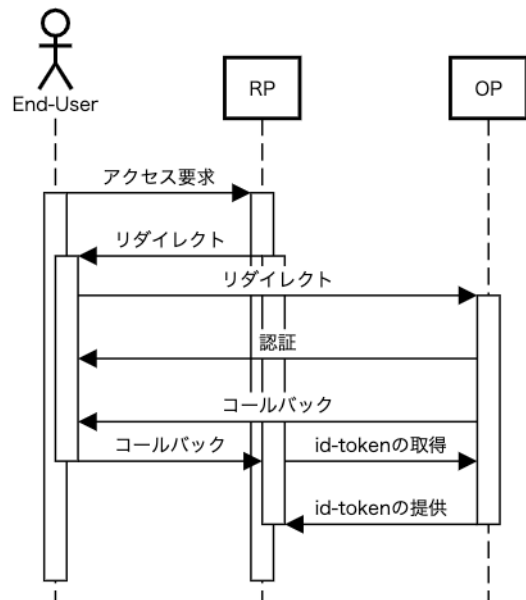 End-User
RP
OP
アクセス要求
リダイレクト
リダイレクト
認証
コールバック
コールバック
id-tokenの取得
id-tokenの提供